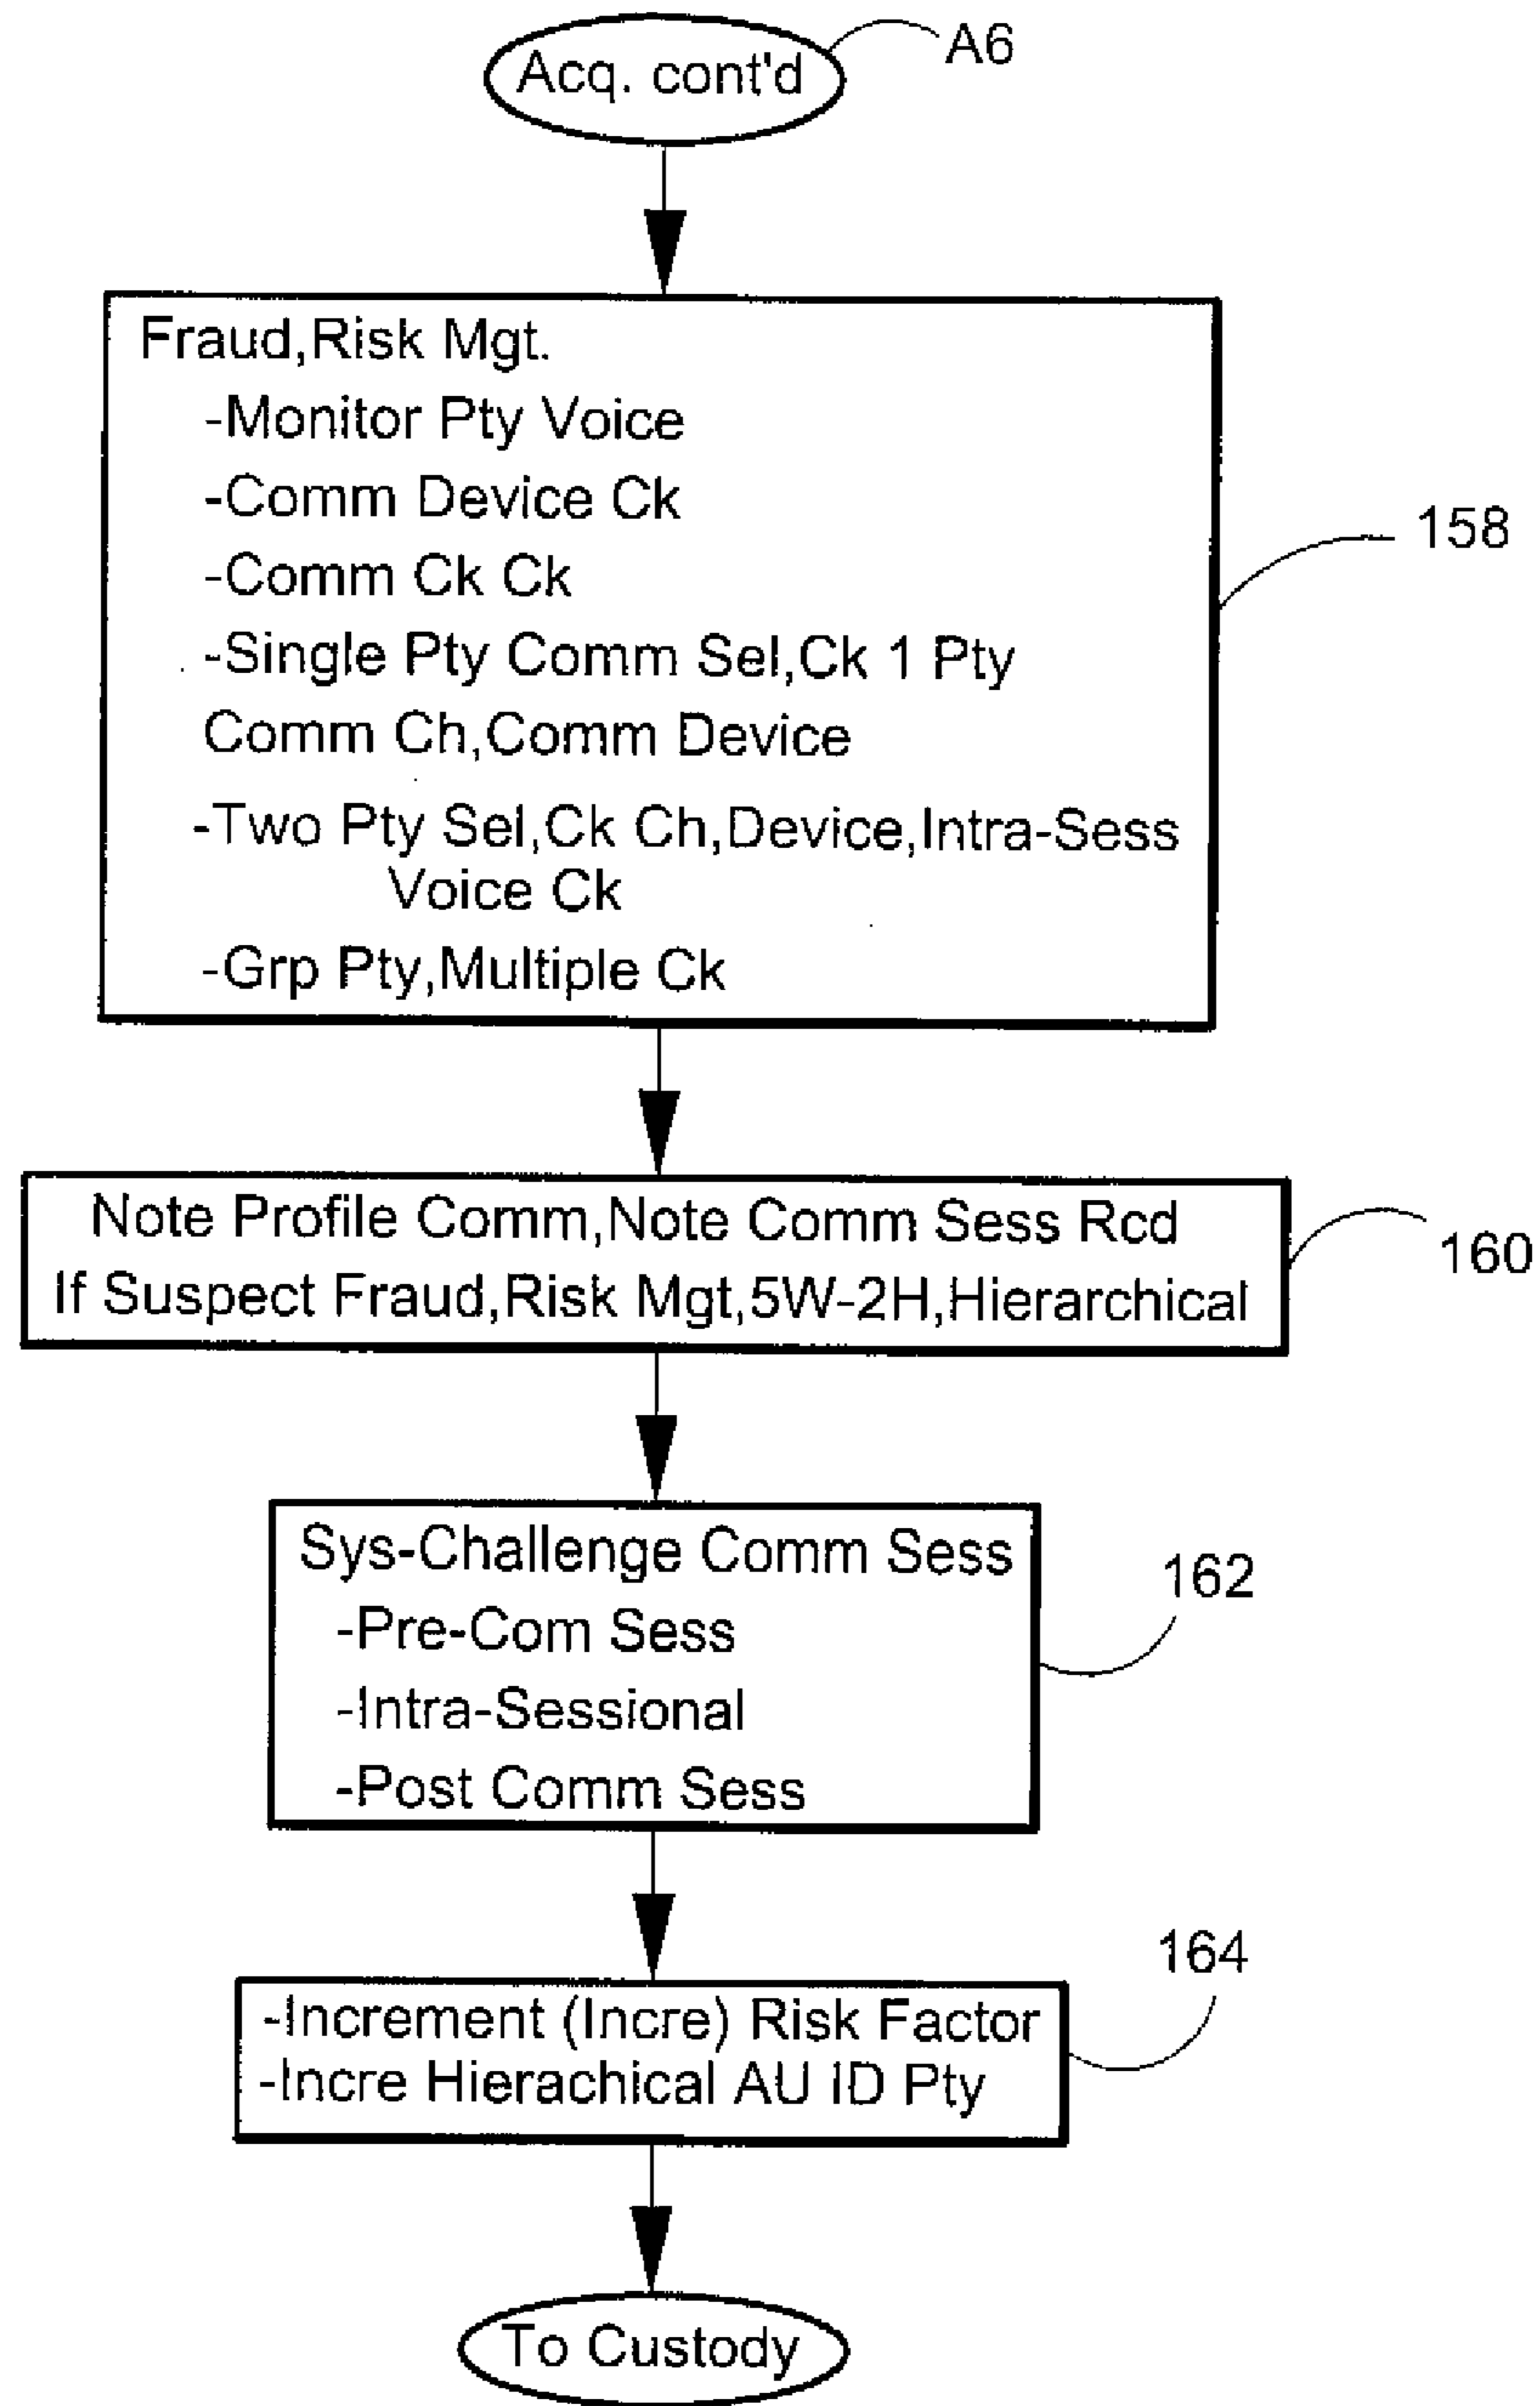 Acq. cont'd
A6
Fraud,Risk Mgt.
-Monitor Pty Voice
-Comm Device Ck
-Comm Ck Ck
-Single Pty Comm Sel,Ck 1 Pty
Comm Ch,Comm Device
-Two Pty Sel,Ck Ch,Device,Intra-Sess
Voice Ck
-Grp Pty,Multiple Ck
158
Note Profile Comm,Note Comm Sess Rcd
If Suspect Fraud,Risk Mgt,5W-2H,Hierarchical
160
Sys-Challenge Comm Sess
-Pre-Com Sess
-Intra-Sessional
-Post Comm Sess
162
-Increment (Incre) Risk Factor
-Incre Hierachical AU ID Pty
164
To Custody